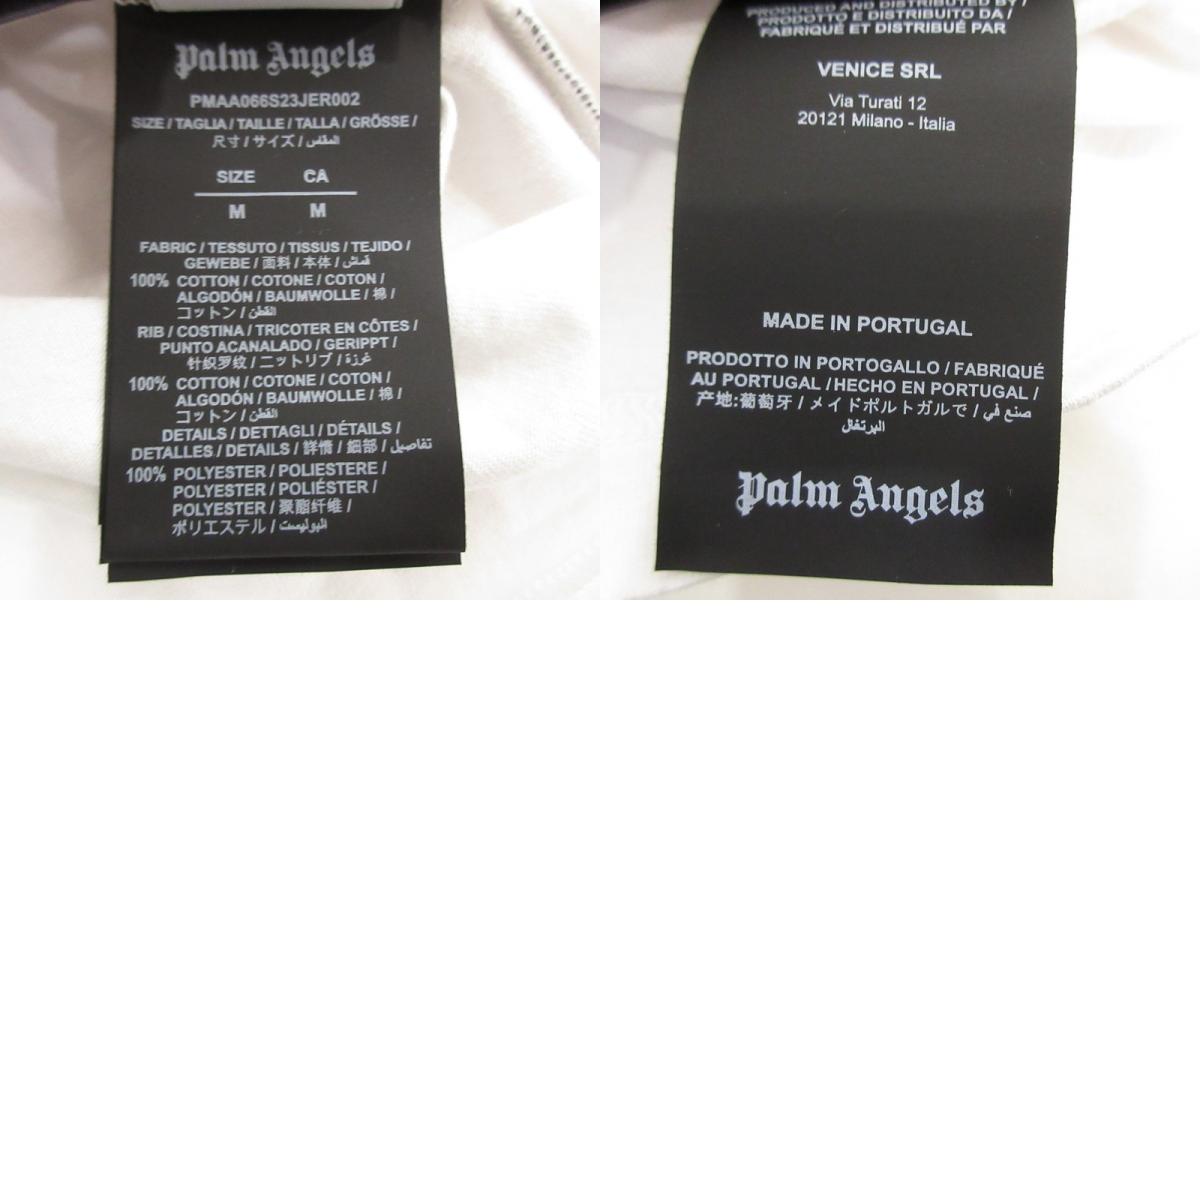 Palm Angels
PMAA066S23JER002
SIZE / TAGLIA / TAILLE / TALLA / GRÖSSE /
尺寸 / サイズ / المقاس
SIZE CA
M M
FABRIC / TESSUTO / TISSUS / TEJIDO /
GEWEBE / 面料 / 本体 / قماش
100% COTTON / COTONE / COTON /
ALGODÓN / BAUMWOLLE / 棉 /
コットン / القطن
RIB / COSTINA / TRICOTER EN CÔTES /
PUNTO ACANALADO / GERIPPT /
针织罗纹 / ニットリブ / غرزة
100% COTTON / COTONE / COTON /
ALGODÓN / BAUMWOLLE / 棉 /
コットン / القطن
DETAILS / DETTAGLI / DÉTAILS /
DETALLES / DETAILS / 詳情 / 細部 / تفاصيل
100% POLYESTER / POLIESTERE /
POLYESTER / POLIÉSTER /
POLYESTER / 聚酯纤维 /
ポリエステル / البوليستر
PRODUCED AND DISTRIBUTED BY /
PRODOTTO E DISTRIBUITO DA /
FABRIQUÉ ET DISTRIBUÉ PAR
VENICE SRL
Via Turati 12
20121 Milano - Italia
MADE IN PORTUGAL
PRODOTTO IN PORTOGALLO / FABRIQUÉ
AU PORTUGAL / HECHO EN PORTUGAL /
产地:葡萄牙 / メイドポルトガルで / صنع في
البرتغال
Palm Angels